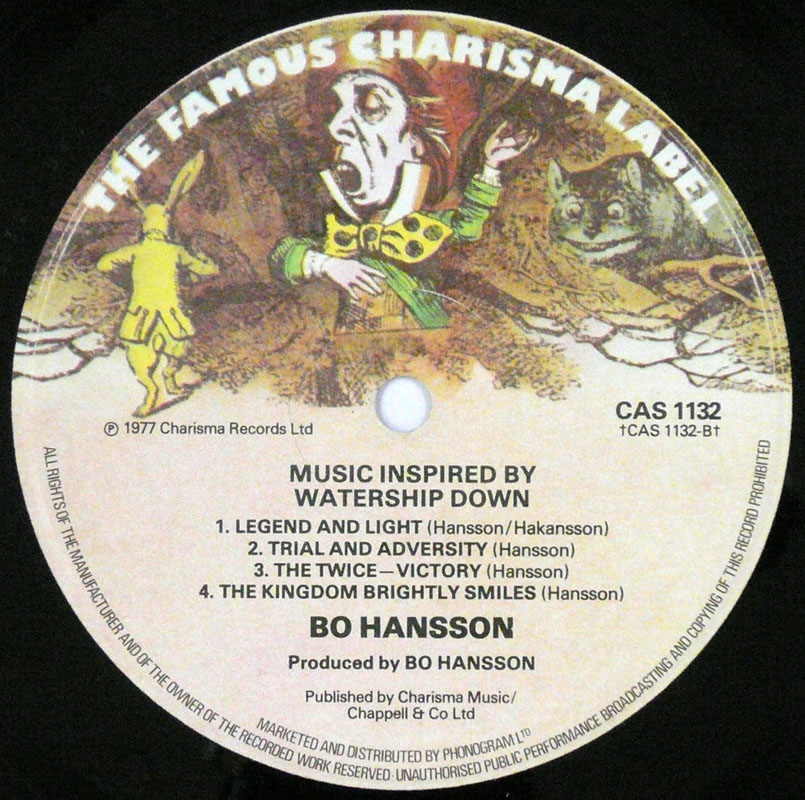 THE FAMOUS CHARISMA LABEL
℗ 1977 Charisma Records Ltd
CAS 1132
†CAS 1132-B†
MUSIC INSPIRED BY
WATERSHIP DOWN
1. LEGEND AND LIGHT (Hansson/Hakansson)
2. TRIAL AND ADVERSITY (Hansson)
3. THE TWICE—VICTORY (Hansson)
4. THE KINGDOM BRIGHTLY SMILES (Hansson)
BO HANSSON
Produced by BO HANSSON
Published by Charisma Music/
Chappell & Co Ltd
MARKETED AND DISTRIBUTED BY PHONOGRAM LTD
ALL RIGHTS OF THE MANUFACTURER AND OF THE OWNER OF THE RECORDED WORK RESERVED · UNAUTHORISED PUBLIC PERFORMANCE BROADCASTING AND COPYING OF THIS RECORD PROHIBITED